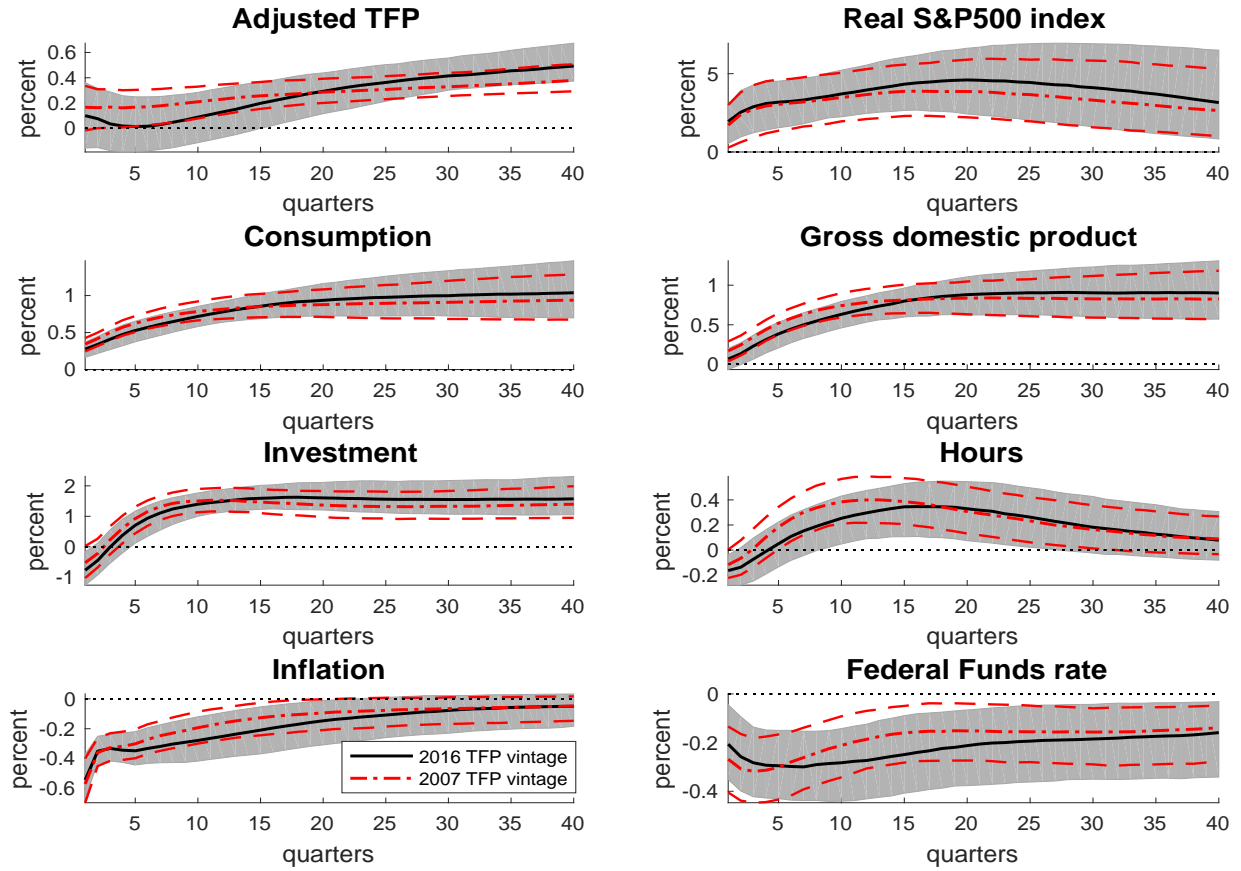 Adjusted TFP
percent
0.6
0.4
0.2
0
5 10 15 20 25 30 35 40
quarters
Real S&P500 index
percent
5
0
5 10 15 20 25 30 35 40
quarters
Consumption
percent
1
0.5
0
5 10 15 20 25 30 35 40
quarters
Gross domestic product
percent
1
0.5
0
5 10 15 20 25 30 35 40
quarters
Investment
percent
2
1
0
-1
5 10 15 20 25 30 35 40
quarters
Hours
percent
0.4
0.2
0
-0.2
5 10 15 20 25 30 35 40
quarters
Inflation
percent
0
-0.2
-0.4
-0.6
2016 TFP vintage
2007 TFP vintage
5 10 15 20 25 30 35 40
quarters
Federal Funds rate
percent
0
-0.2
-0.4
5 10 15 20 25 30 35 40
quarters